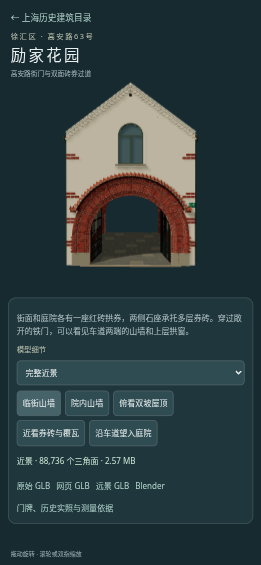 ← 上海历史建筑目录
徐汇区 · 高安路63号
励家花园
高安路街门与双面砖券过道
街面和庭院各有一座红砖拱券，两侧石座承托多层券砖。穿过敞
开的铁门，可以看见车道两端的山墙和上层拱窗。
模型细节
完整近景
临街山墙 院内山墙 俯看双坡屋顶
近看券砖与覆瓦 沿车道望入庭院
近景 · 88,736 个三角面 · 2.57 MB
原始 GLB 网页 GLB 远景 GLB Blender
门牌、历史实照与测量依据
拖动旋转 · 滚轮或双指缩放